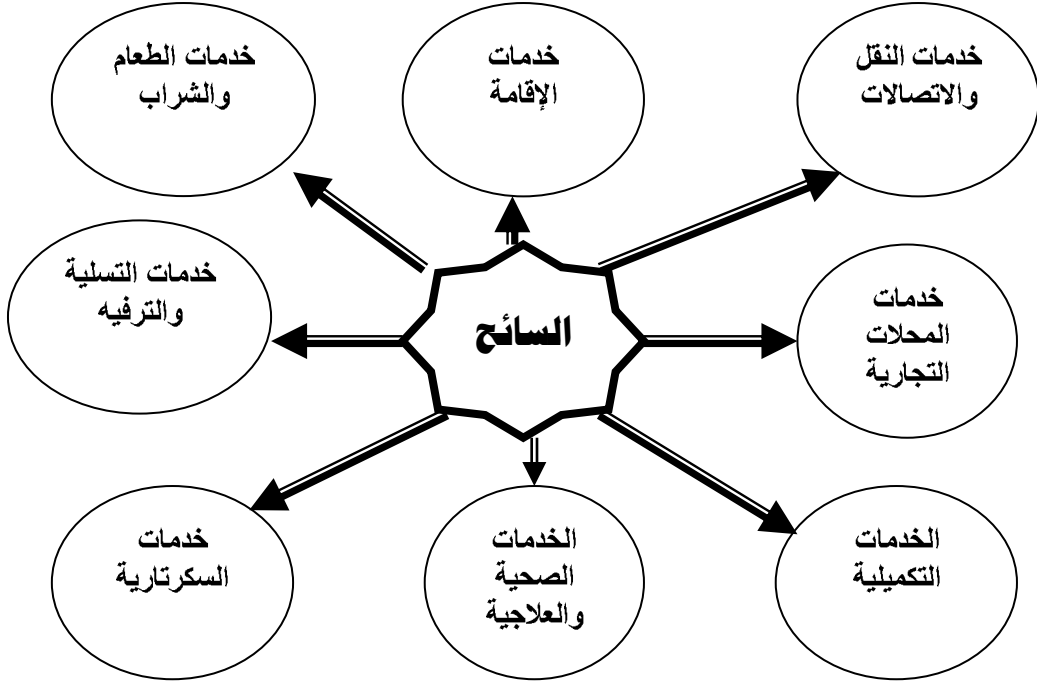 خدمات النقل
والاتصالات
خدمات
الإقامة
خدمات الطعام
والشراب
خدمات
المحلات
التجارية
السائح
خدمات التسلية
والترفيه
الخدمات
التكميلية
الخدمات
الصحية
والعلاجية
خدمات
السكرتارية